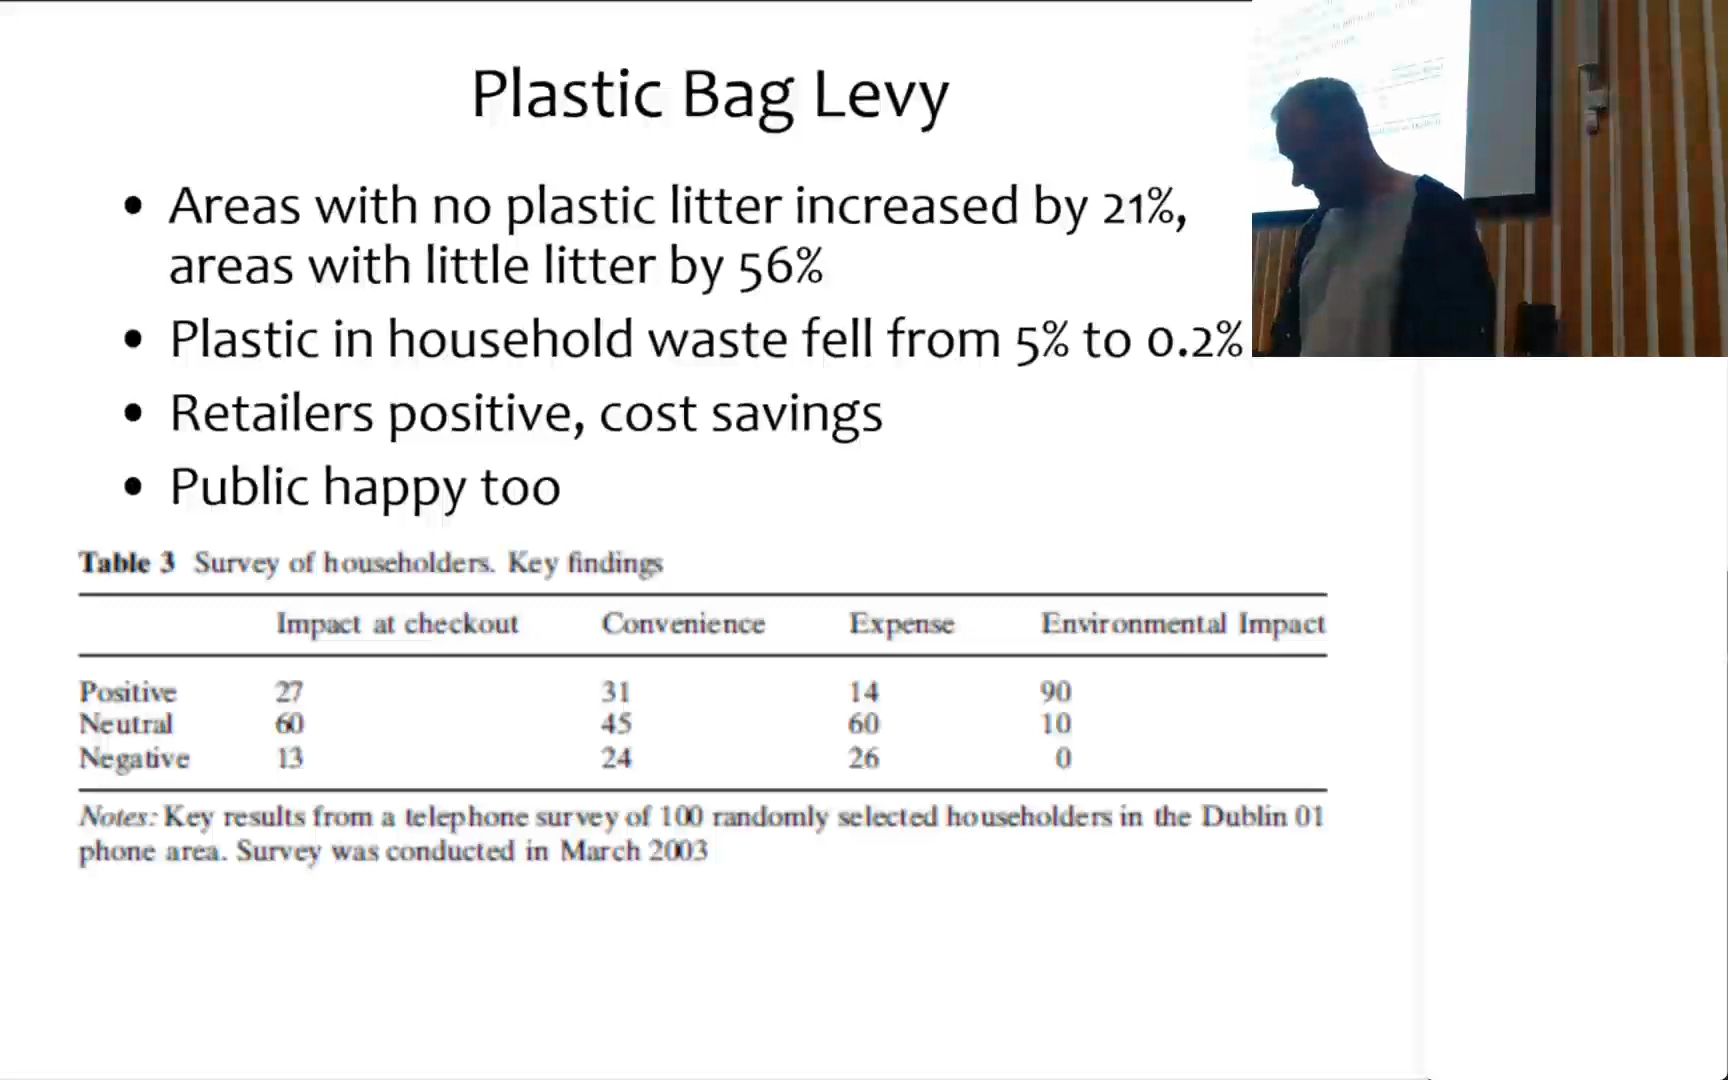 Plastic Bag Levy
• Areas with no plastic litter increased by 21%,
areas with little litter by 56%
• Plastic in household waste fell from 5% to 0.2%
• Retailers positive, cost savings
• Public happy too
Table 3 Survey of householders. Key findings
Impact at checkout Convenience Expense Environmental Impact
Positive 27 31 14 90
Neutral 60 45 60 10
Negative 13 24 26 0
Notes: Key results from a telephone survey of 100 randomly selected householders in the Dublin 01
phone area. Survey was conducted in March 2003